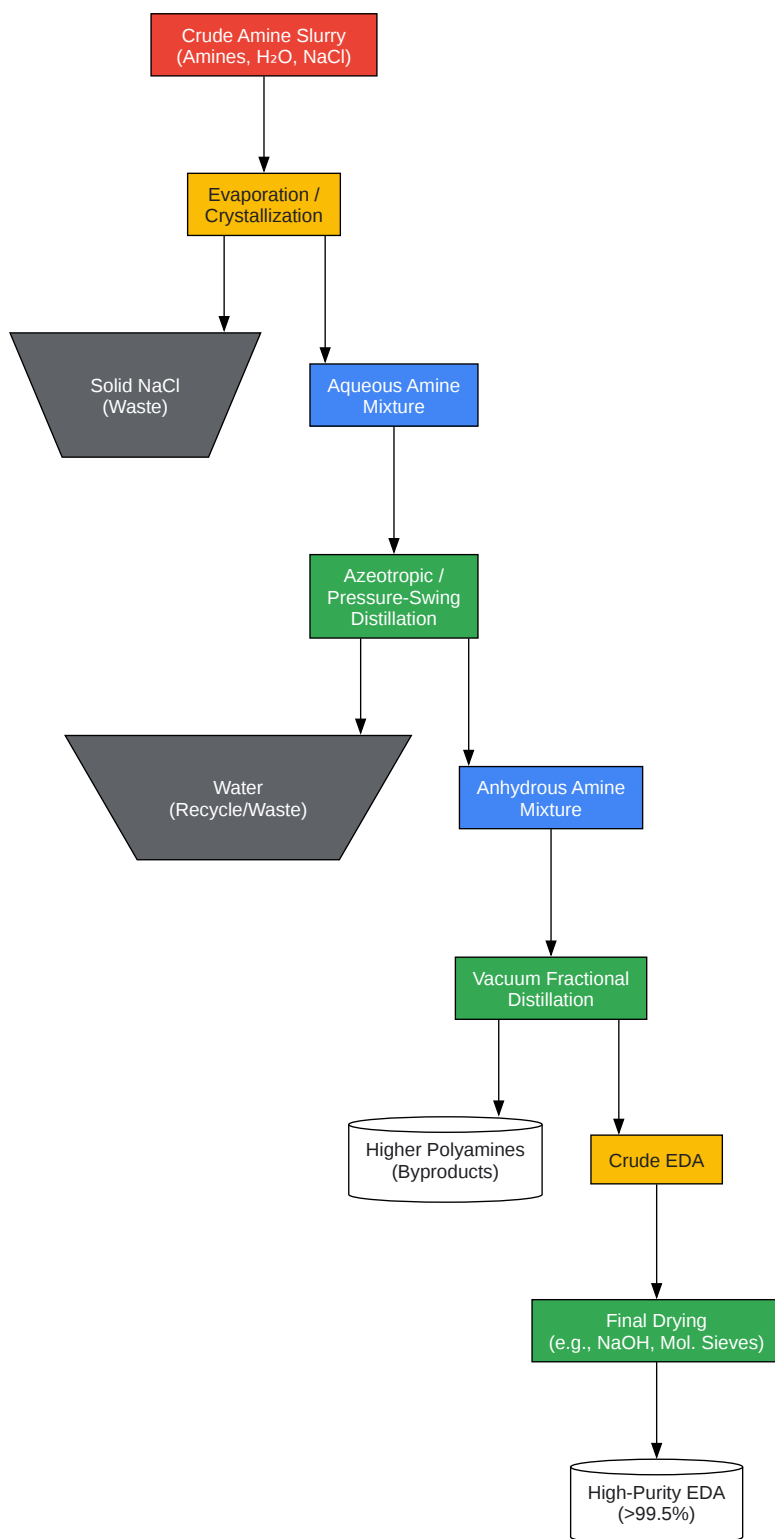 Crude Amine Slurry
(Amines, H₂O, NaCl)
Evaporation /
Crystallization
Solid NaCl
(Waste)
Aqueous Amine
Mixture
Azeotropic /
Pressure-Swing
Distillation
Water
(Recycle/Waste)
Anhydrous Amine
Mixture
Vacuum Fractional
Distillation
Higher Polyamines
(Byproducts)
Crude EDA
Final Drying
(e.g., NaOH, Mol. Sieves)
High-Purity EDA
(>99.5%)